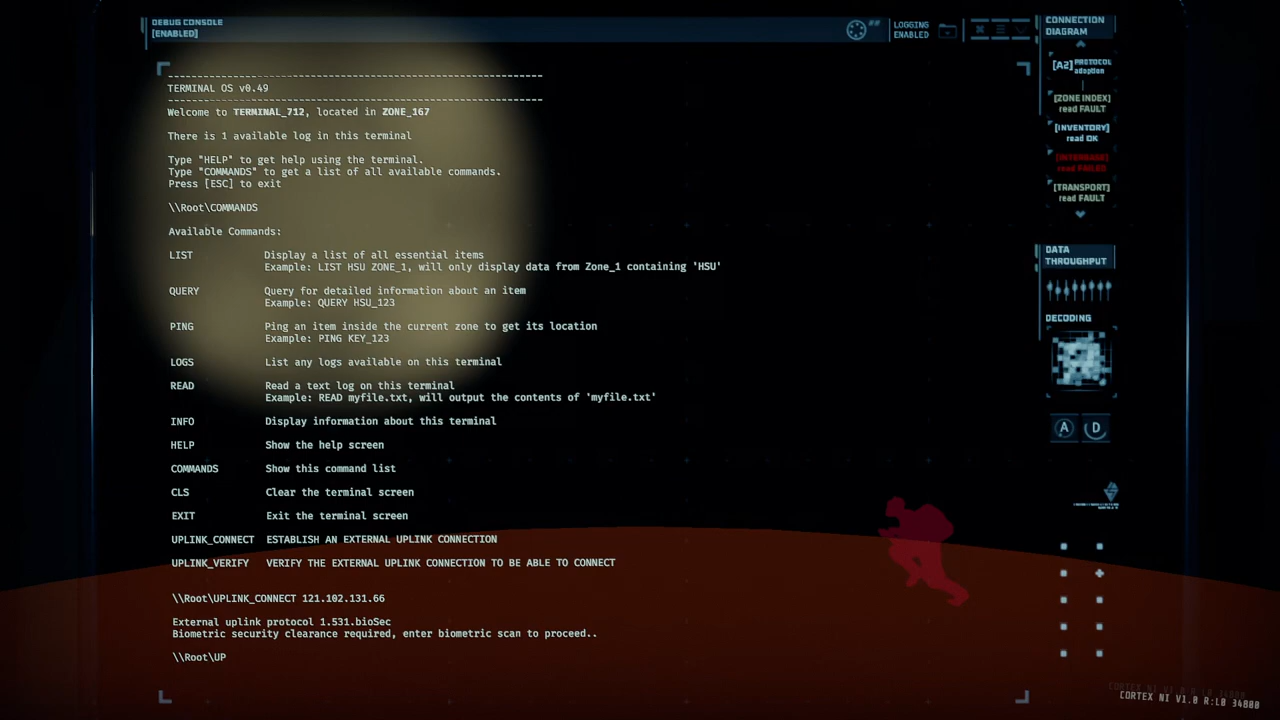 DEBUG CONSOLE
[ENABLED]
LOGGING
ENABLED
CONNECTION
DIAGRAM
[A2] PROTOCOL
adoption
[ZONE INDEX]
read FAULT
[INVENTORY]
read OK
read FAILED
[TRANSPORT]
read FAULT
DATA
THROUGHPUT
DECODING
A D
------------------------------------------------------------
TERMINAL OS v0.49
------------------------------------------------------------
Welcome to TERMINAL_712, located in ZONE_167
There is 1 available log in this terminal
Type "HELP" to get help using the terminal.
Type "COMMANDS" to get a list of all available commands.
Press [ESC] to exit
\\Root\COMMANDS
Available Commands:
LIST Display a list of all essential items
Example: LIST HSU ZONE_1, will only display data from Zone_1 containing 'HSU'
QUERY Query for detailed information about an item
Example: QUERY HSU_123
PING Ping an item inside the current zone to get its location
Example: PING KEY_123
LOGS List any logs available on this terminal
READ Read a text log on this terminal
Example: READ myfile.txt, will output the contents of 'myfile.txt'
INFO Display information about this terminal
HELP Show the help screen
COMMANDS Show this command list
CLS Clear the terminal screen
EXIT Exit the terminal screen
UPLINK_CONNECT ESTABLISH AN EXTERNAL UPLINK CONNECTION
UPLINK_VERIFY VERIFY THE EXTERNAL UPLINK CONNECTION TO BE ABLE TO CONNECT
\\Root\UPLINK_CONNECT 121.102.131.66
External uplink protocol 1.531.bioSec
Biometric security clearance required, enter biometric scan to proceed..
\\Root\UP
CORTEX NI V1.0 R:L0 34800